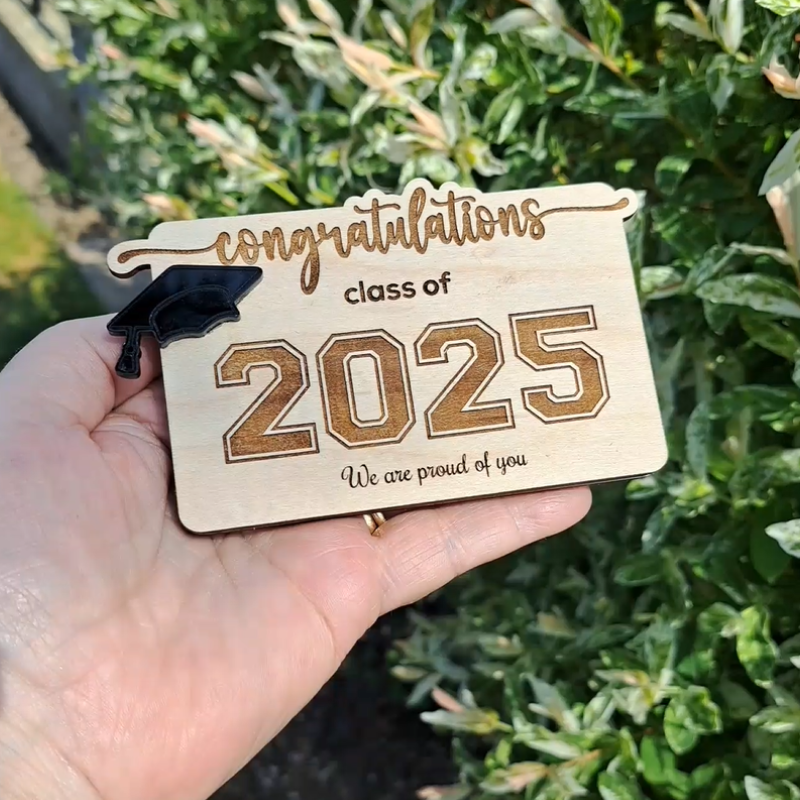 congratulations
class of
2025
We are proud of you